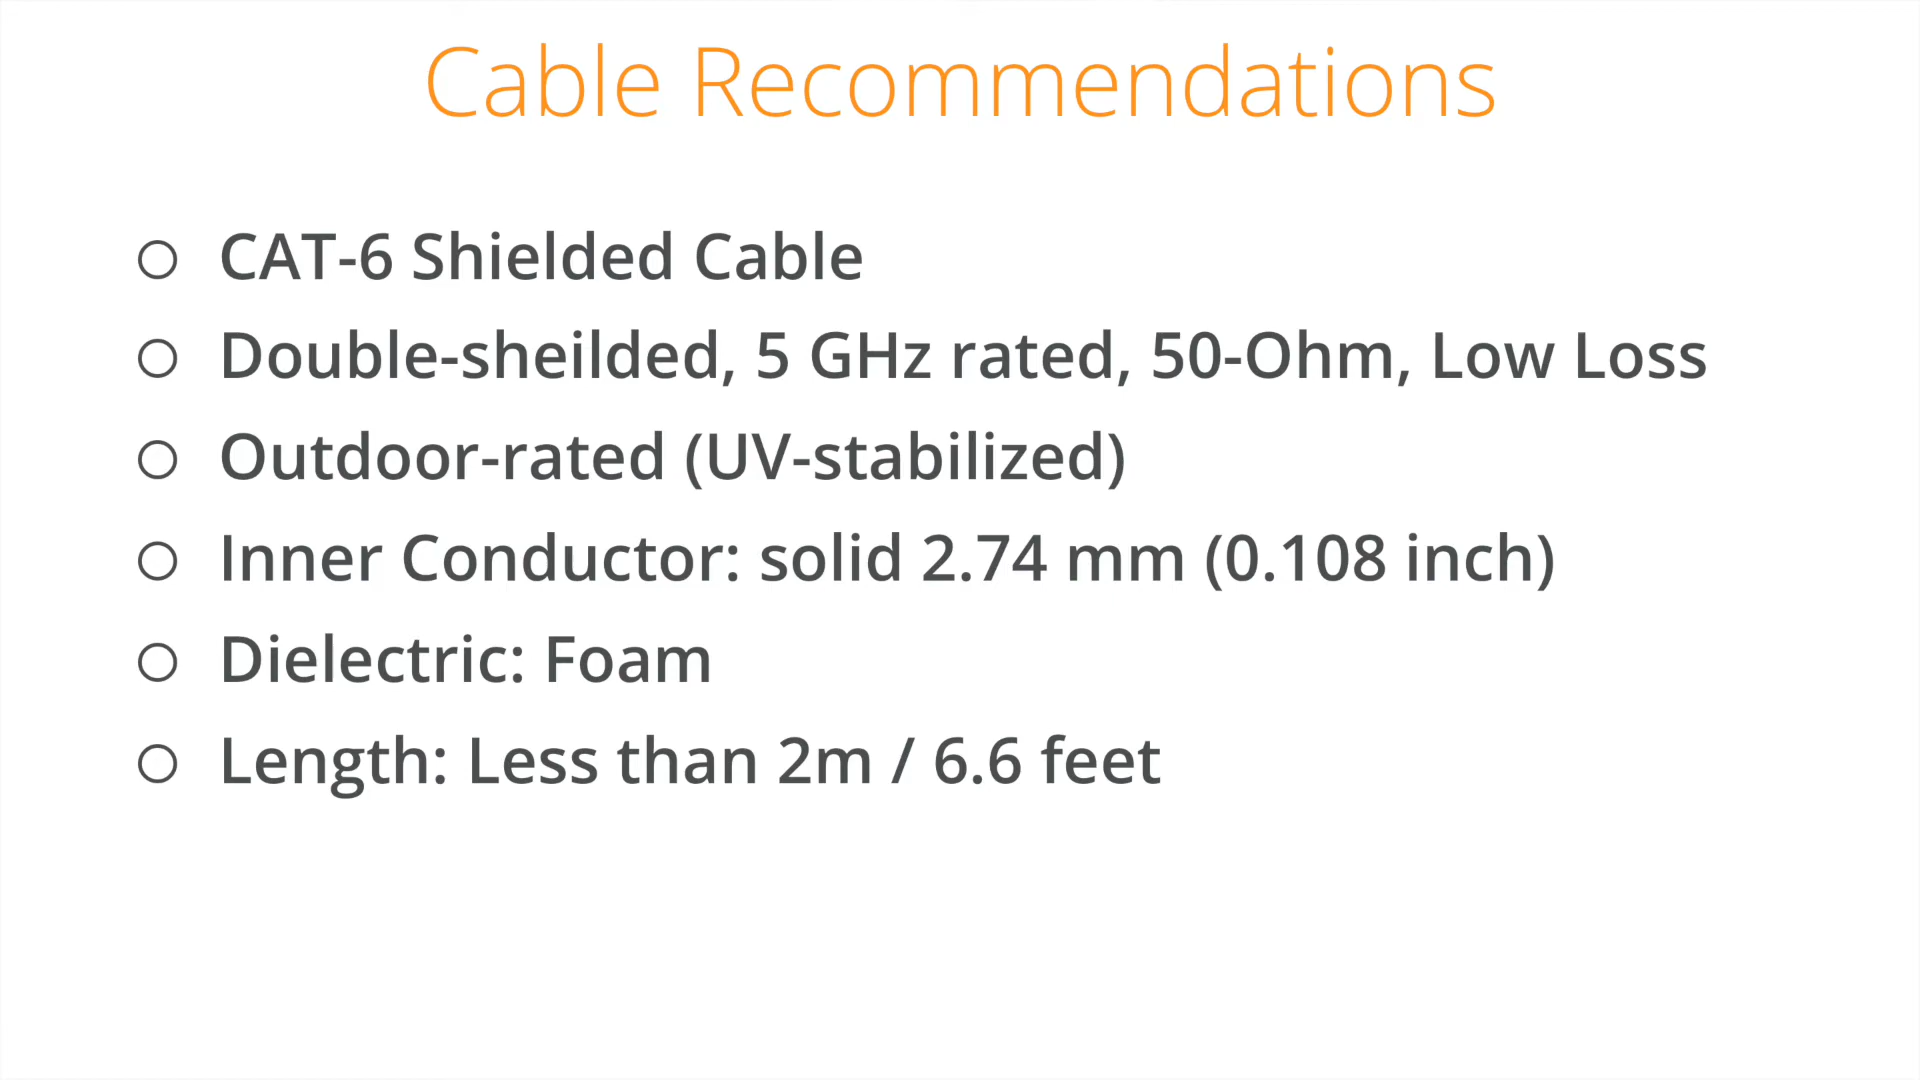 Cable Recommendations
CAT-6 Shielded Cable
Double-sheilded, 5 GHz rated, 50-Ohm, Low Loss
Outdoor-rated (UV-stabilized)
Inner Conductor: solid 2.74 mm (0.108 inch)
Dielectric: Foam
Length: Less than 2m / 6.6 feet